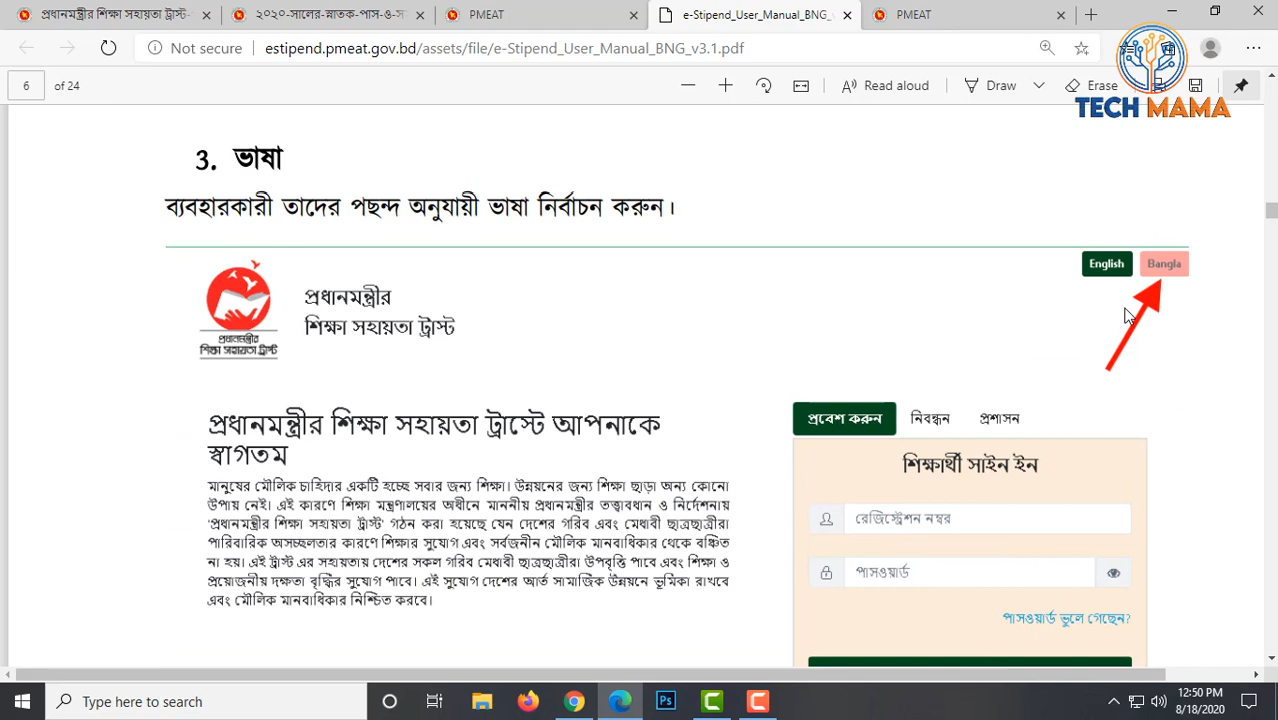 প্রধানমন্ত্রীর শিক্ষা সহায়তা ট্রাস্ট-
২০২০-সালের-স্নাতক-পাস-ও-স
PMEAT
e-Stipend_User_Manual_BNG_v
PMEAT
Not secure
estipend.pmeat.gov.bd/assets/file/e-Stipend_User_Manual_BNG_v3.1.pdf
6 of 24
Read aloud
Draw
Erase
TECH MAMA
3. ভাষা
ব্যবহারকারী তাদের পছন্দ অনুযায়ী ভাষা নির্বাচন করুন।
English
Bangla
প্রধানমন্ত্রীর
শিক্ষা সহায়তা ট্রাস্ট
প্রধানমন্ত্রীর
শিক্ষা সহায়তা ট্রাস্ট
প্রধানমন্ত্রীর শিক্ষা সহায়তা ট্রাস্টে আপনাকে
স্বাগতম
মানুষের মৌলিক চাহিদার একটি হচ্ছে সবার জন্য শিক্ষা। উন্নয়নের জন্য শিক্ষা ছাড়া অন্য কোনো
উপায় নেই। এই কারণে শিক্ষা মন্ত্রণালয়ের অধীনে মাননীয় প্রধানমন্ত্রীর তত্ত্বাবধান ও নির্দেশনায়
'প্রধানমন্ত্রীর শিক্ষা সহায়তা ট্রাস্ট' গঠন করা হয়েছে যেন দেশের গরিব এবং মেধাবী ছাত্রছাত্রীরা
পারিবারিক অসচ্ছলতার কারণে শিক্ষার সুযোগ এবং সর্বজনীন মৌলিক মানবাধিকার থেকে বঞ্চিত
না হয়। এই ট্রাস্ট এর সহায়তায় দেশের সকল গরিব মেধাবী ছাত্রছাত্রীরা উপবৃত্তি পাবে এবং শিক্ষা ও
প্রয়োজনীয় দক্ষতা বৃদ্ধির সুযোগ পাবে। এই সুযোগ দেশের আর্ত সামাজিক উন্নয়নে ভূমিকা রাখবে
এবং মৌলিক মানবাধিকার নিশ্চিত করবে।
প্রবেশ করুন
নিবন্ধন
প্রশাসন
শিক্ষার্থী সাইন ইন
রেজিস্ট্রেশন নম্বর
পাসওয়ার্ড
পাসওয়ার্ড ভুলে গেছেন?
Type here to search
Ps
12:50 PM
8/18/2020